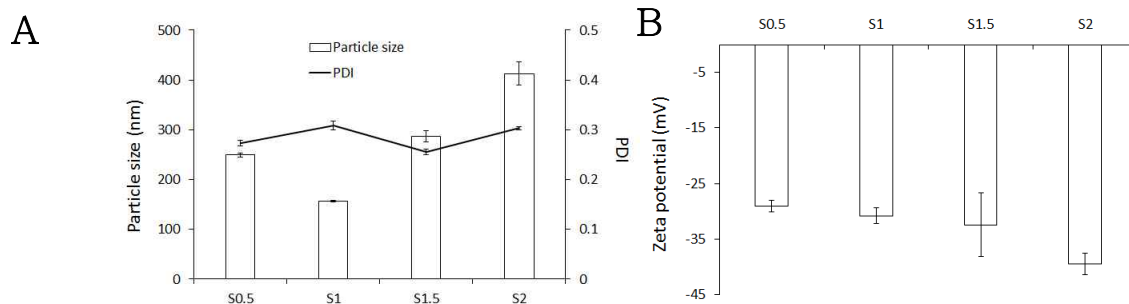 A
500
400
300
200
100
0
Particle size (nm)
Particle size
PDI
0.5
0.4
0.3
0.2
0.1
0
PDI
S0.5 S1 S1.5 S2
B
S0.5 S1 S1.5 S2
-5
-15
-25
-35
-45
Zeta potential (mV)